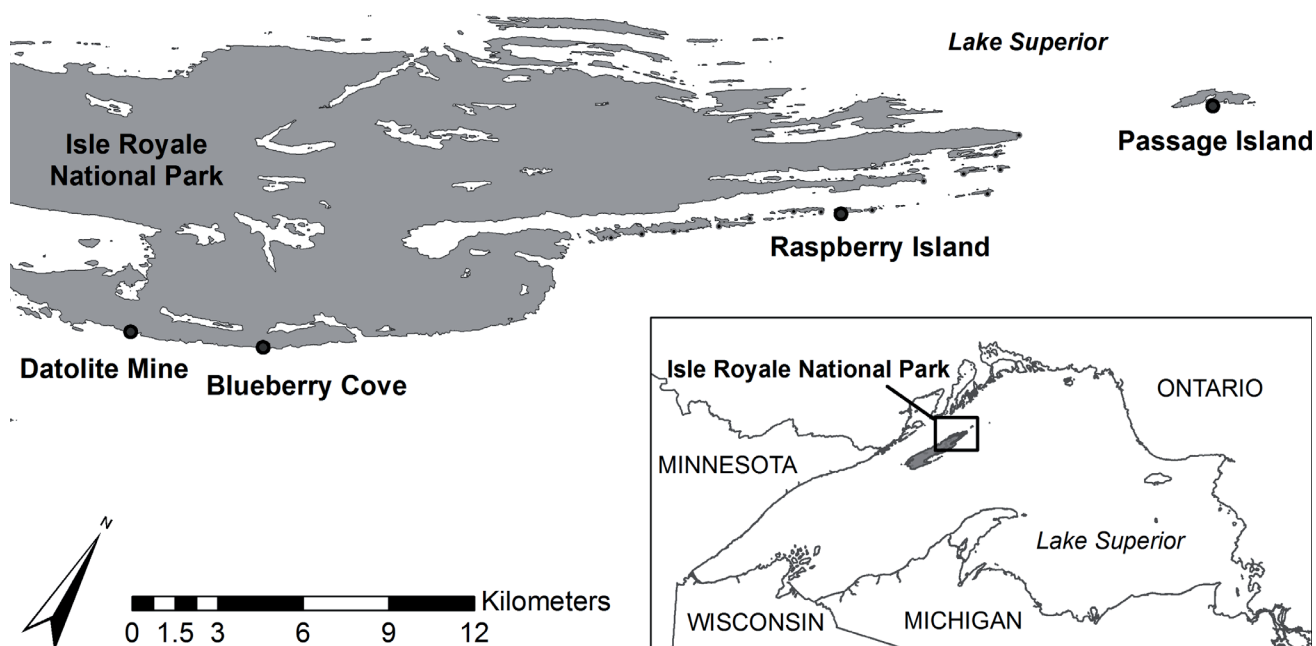 Lake Superior
Isle Royale
National Park
Passage Island
Raspberry Island
Datolite Mine
Blueberry Cove
N
Kilometers
0 1.5 3 6 9 12
Isle Royale National Park
ONTARIO
MINNESOTA
Lake Superior
WISCONSIN
MICHIGAN